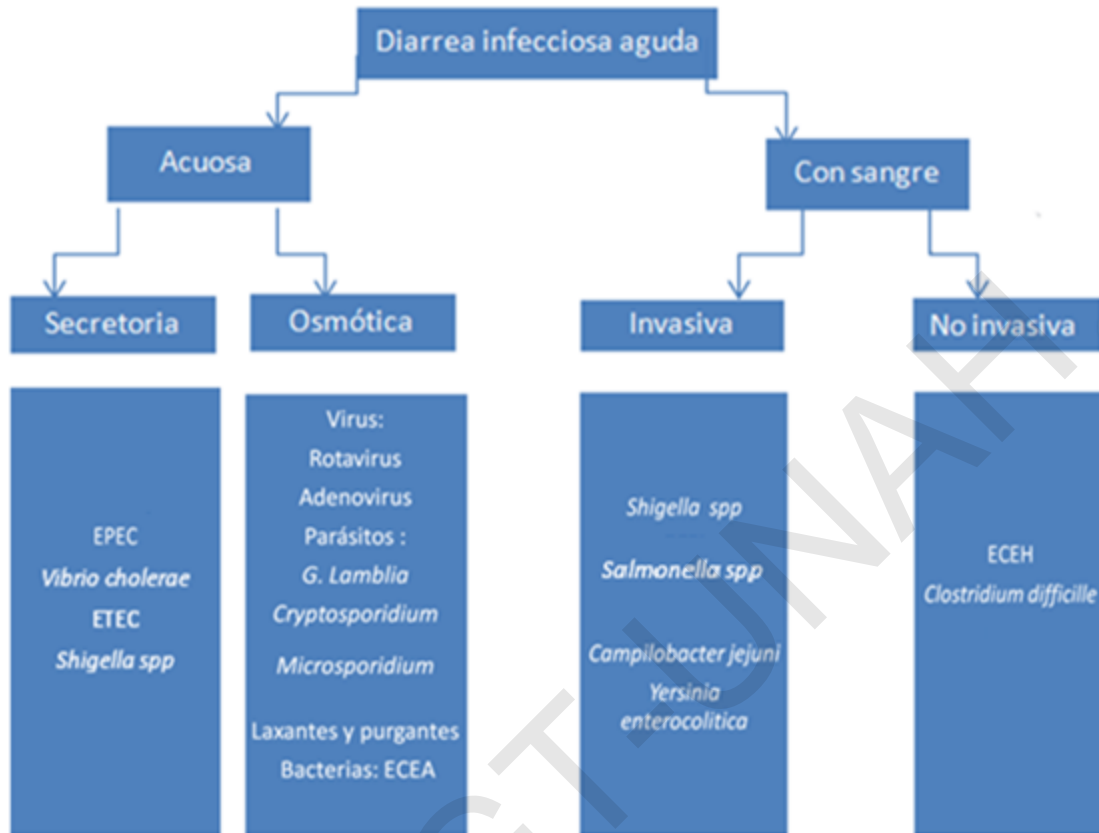 Diarrea infecciosa aguda
Acuosa
Con sangre
Secretoria
Osmótica
Invasiva
No invasiva
EPEC
Vibrio cholerae
ETEC
Shigella spp
Virus:
Rotavirus
Adenovirus
Parásitos :
G. Lamblia
Cryptosporidium
Microsporidium
Laxantes y purgantes
Bacterias: ECEA
Shigella spp
Salmonella spp
Campilobacter jejuni
Yersinia
enterocolitica
ECEH
Clostridium difficille
GT-UNAH